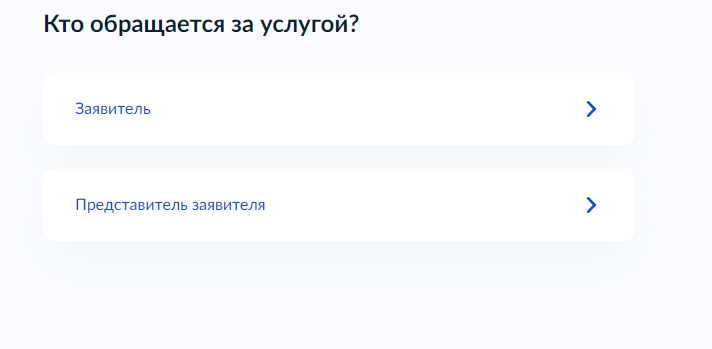 Кто обращается за услугой?
Заявитель
Представитель заявителя